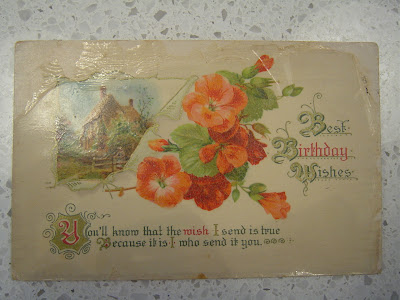 Best
Birthday
Wishes
You'll know that the wish I send is true
Because it is I who send it you.